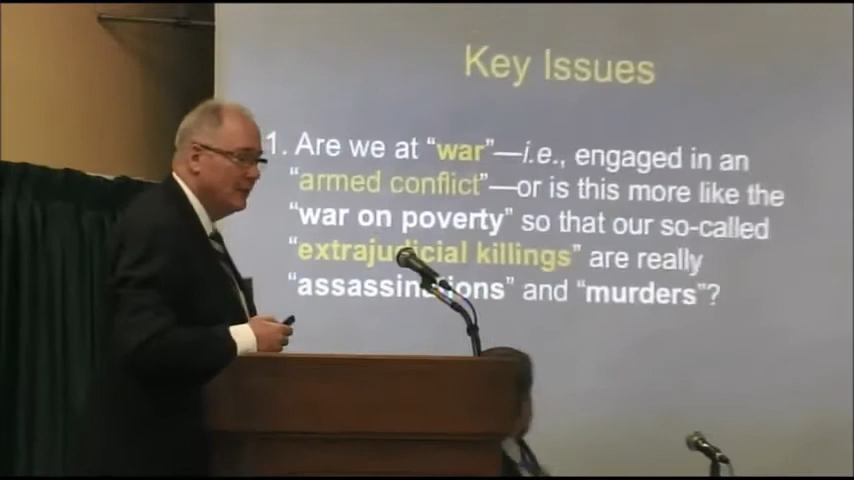 Key Issues
1. Are we at “war”—i.e., engaged in an
“armed conflict”—or is this more like the
“war on poverty” so that our so-called
“extrajudicial killings” are really
“assassinations” and “murders”?